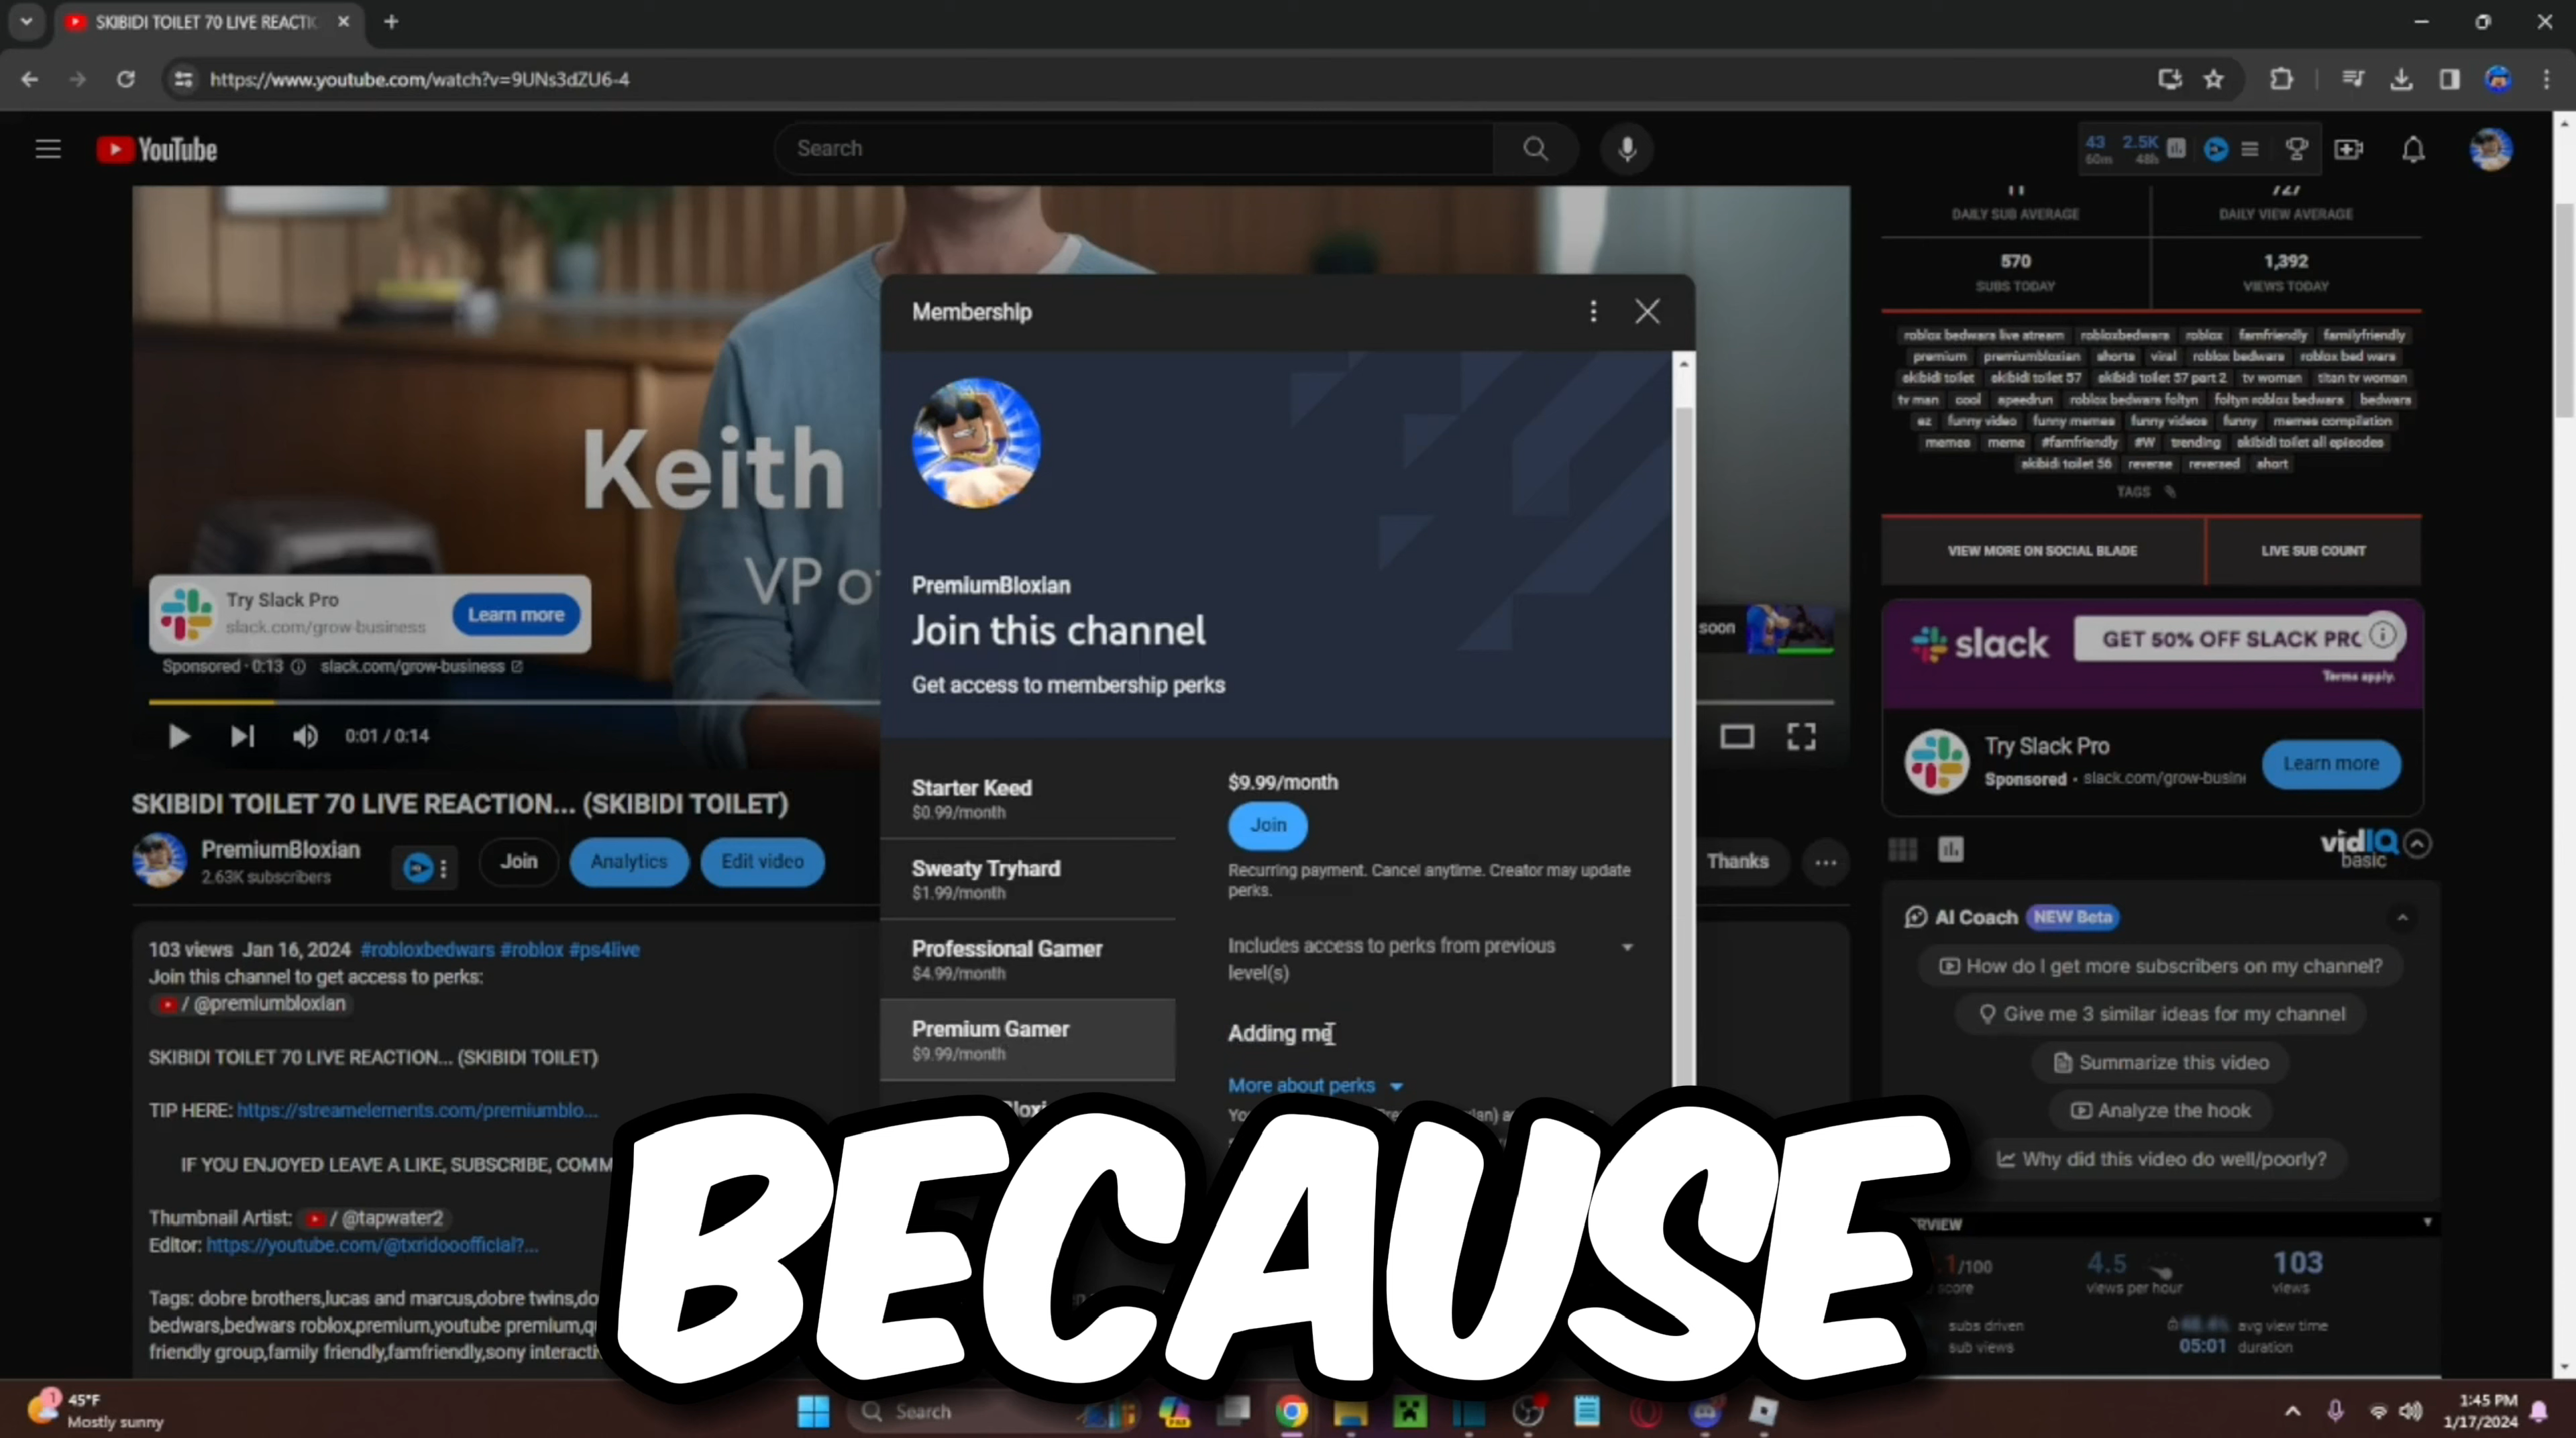 SKIBIDI TOILET 70 LIVE REACTIC
https://www.youtube.com/watch?v=9UNs3dZU6-4
YouTube
Search
43 2.5K
60m 48h
11 727
DAILY SUB AVERAGE DAILY VIEW AVERAGE
570 1,392
SUBS TODAY VIEWS TODAY
roblox bedwars live stream robloxbedwars roblox famfriendly familyfriendly
premium premiumbloxian shorts viral roblox bedwars roblox bed wars
skibidi toilet skibidi toilet 57 skibidi toilet 57 part 2 tv woman titan tv woman
tv man cool speedrun roblox bedwars foltyn foltyn roblox bedwars bedwars
ez funny video funny memes funny videos funny memes compilation
memes meme #famfriendly #W trending skibidi toilet all episodes
skibidi toilet 56 reverse reversed short
TAGS
VIEW MORE ON SOCIAL BLADE LIVE SUB COUNT
Keith
VP of
Try Slack Pro
slack.com/grow-business
Learn more
Sponsored · 0:13 slack.com/grow-business
0:01 / 0:14
soon
Membership
PremiumBloxian
Join this channel
Get access to membership perks
Starter Keed
$0.99/month
Sweaty Tryhard
$1.99/month
Professional Gamer
$4.99/month
Premium Gamer
$9.99/month
$9.99/month
Join
Recurring payment. Cancel anytime. Creator may update
perks.
Includes access to perks from previous
level(s)
Adding me
More about perks
slack GET 50% OFF SLACK PRO
Terms apply.
Try Slack Pro
Sponsored · slack.com/grow-busin
Learn more
SKIBIDI TOILET 70 LIVE REACTION... (SKIBIDI TOILET)
PremiumBloxian
2.63K subscribers
Join Analytics Edit video
Thanks
103 views Jan 16, 2024 #robloxbedwars #roblox #ps4live
Join this channel to get access to perks:
/ @premiumbloxian
SKIBIDI TOILET 70 LIVE REACTION... (SKIBIDI TOILET)
TIP HERE: https://streamelements.com/premiumblo...
IF YOU ENJOYED LEAVE A LIKE, SUBSCRIBE, COMM
Thumbnail Artist: / @tapwater2
Editor: https://youtube.com/@txridooofficial?...
Tags: dobre brothers,lucas and marcus,dobre twins,do
bedwars,bedwars roblox,premium,youtube premium,q
friendly group,family friendly,famfriendly,sony interacti
vidIQ
basic
AI Coach NEW Beta
How do I get more subscribers on my channel?
Give me 3 similar ideas for my channel
Summarize this video
Analyze the hook
Why did this video do well/poorly?
.1/100 4.5 103
score views per hour views
subs driven avg view time
sub views 05:01 duration
BECAUSE
45°F
Mostly sunny
Search
1:45 PM
1/17/2024